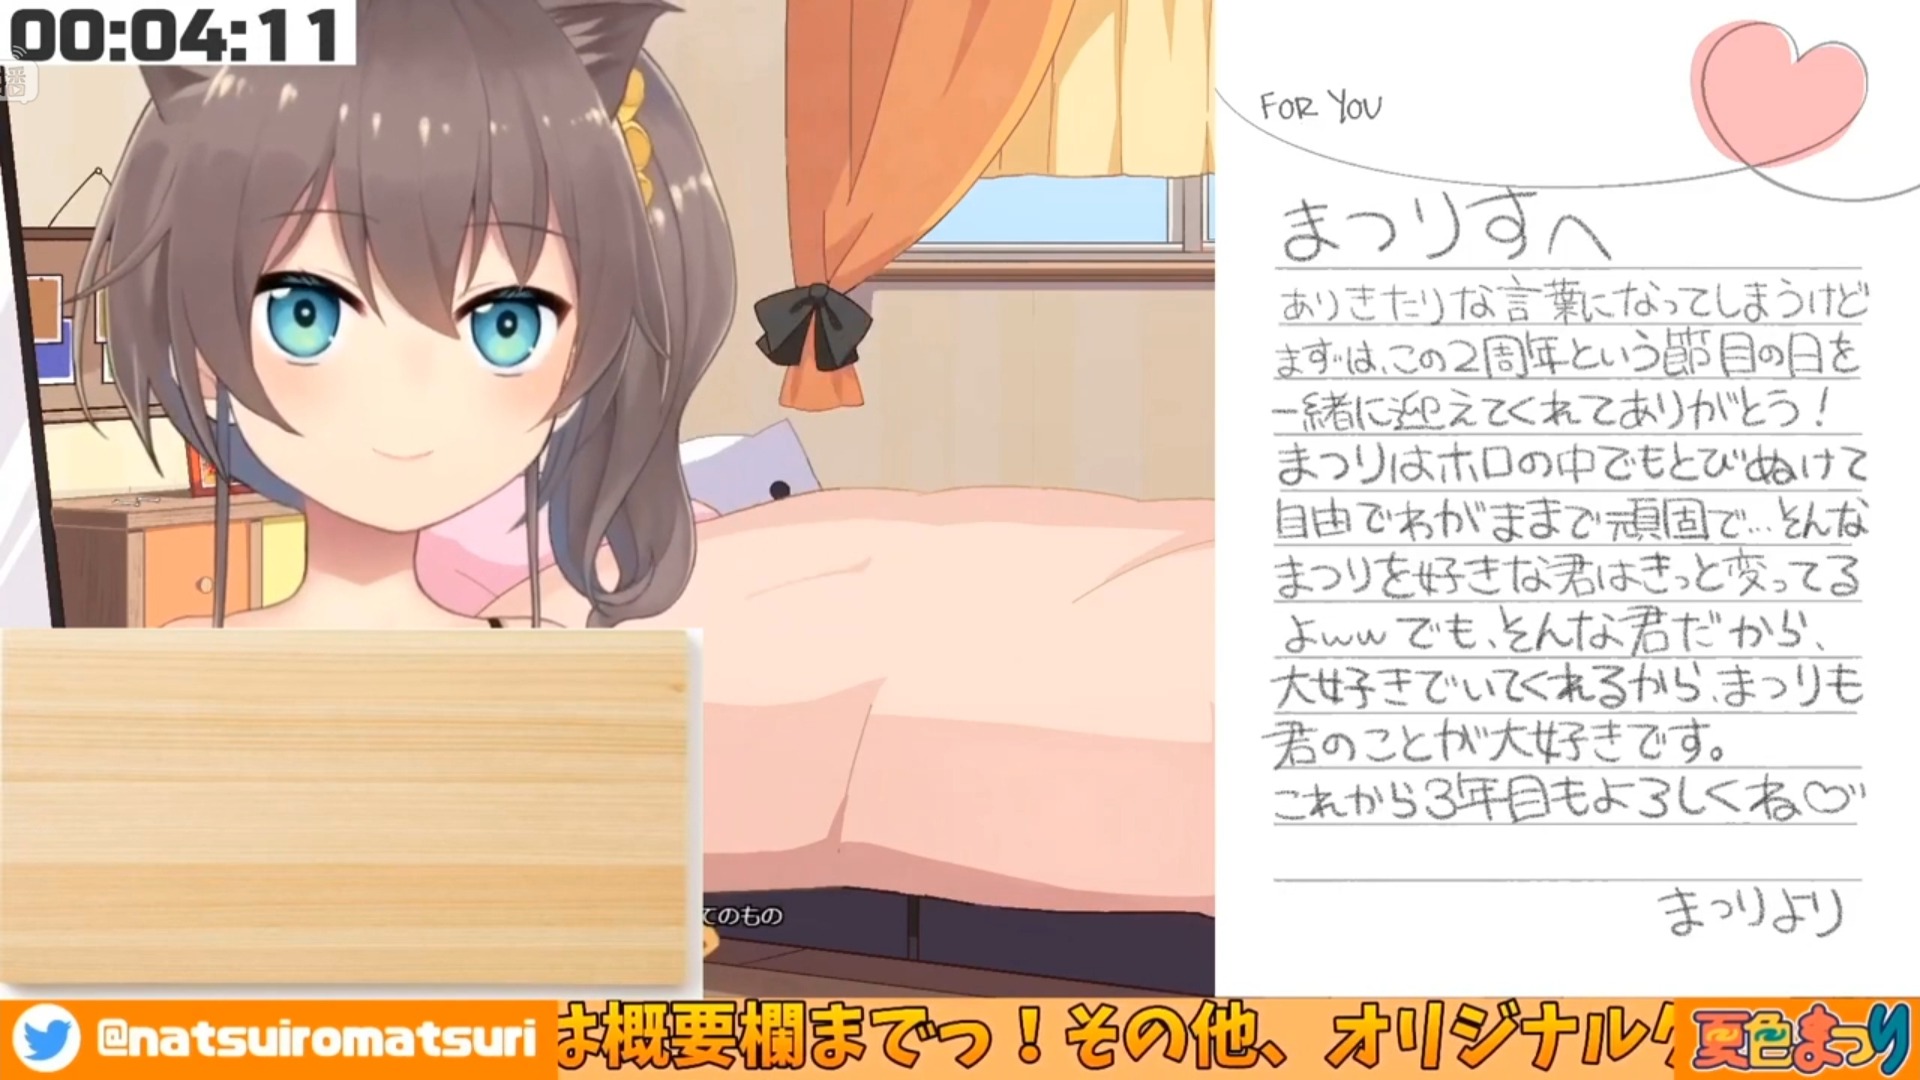 00:04:11
播
FOR YOU
まつりすへ
ありきたりな言葉になってしまうけど
まずは、この2周年という節目の日を
一緒に迎えてくれてありがとう!
まつりはホロの中でもとびぬけて
自由でわがままで頑固で…そんな
まつりを好きな君はきっと変ってる
よww でも、そんな君だから、
大好きでいてくれるから、まつりも
君のことが大好きです。
これから3年目もよろしくね♡
まつりより
てのもの
@natsuiromatsuri
は概要欄までっ!その他、オリジナルク
夏色まつり